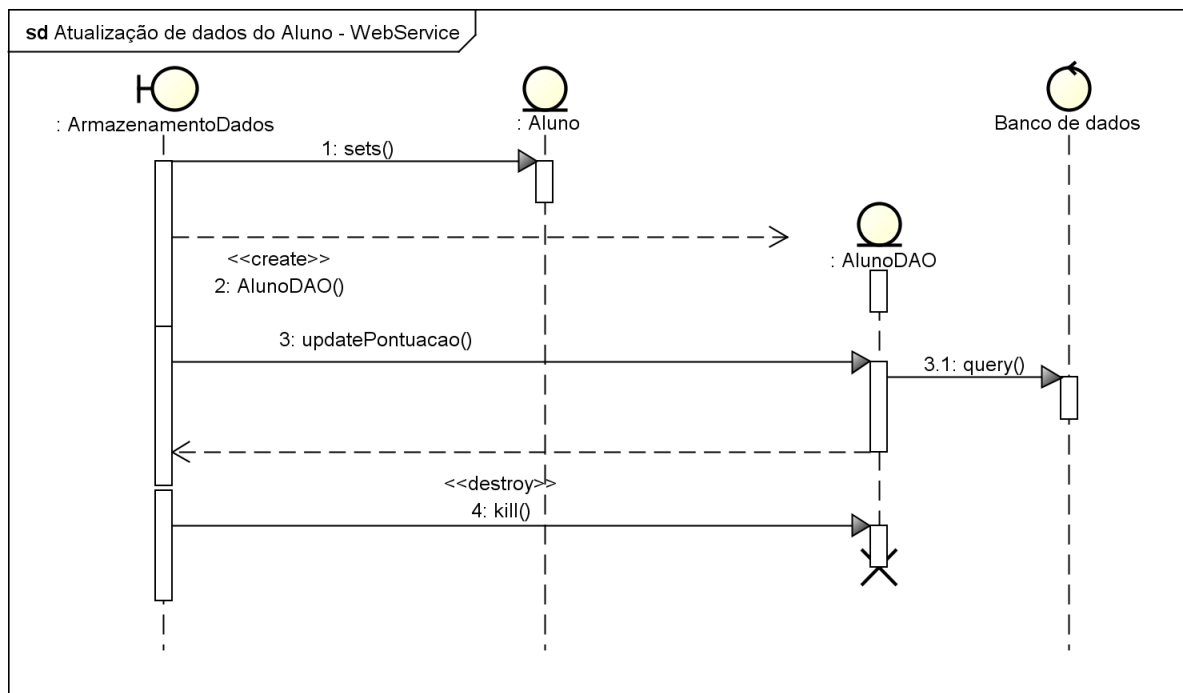 sd Atualização de dados do Aluno - WebService
: ArmazenamentoDados
: Aluno
Banco de dados
1: sets()
: AlunoDAO
<<create>>
2: AlunoDAO()
3: updatePontuacao()
3.1: query()
<<destroy>>
4: kill()